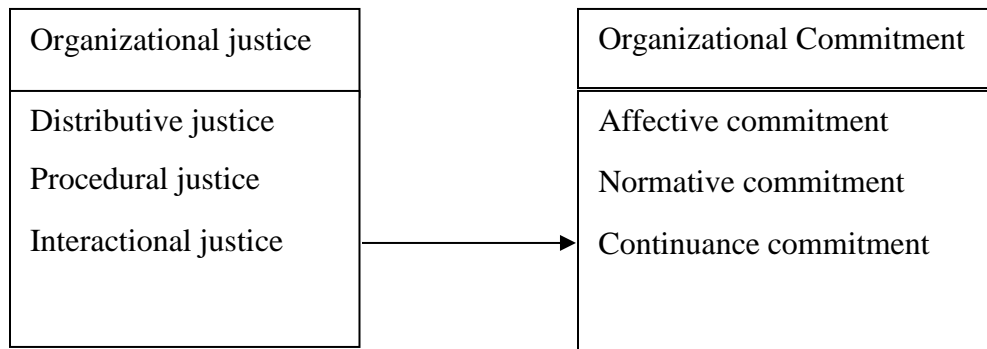 Organizational justice
Distributive justice
Procedural justice
Interactional justice
Organizational Commitment
Affective commitment
Normative commitment
Continuance commitment